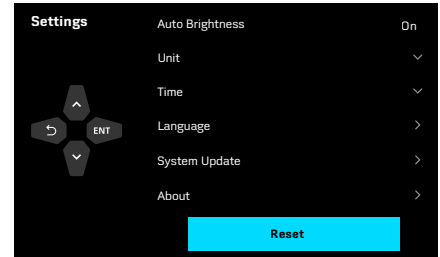 Settings
Auto Brightness On
Unit
Time
ENT
Language
System Update
About
Reset